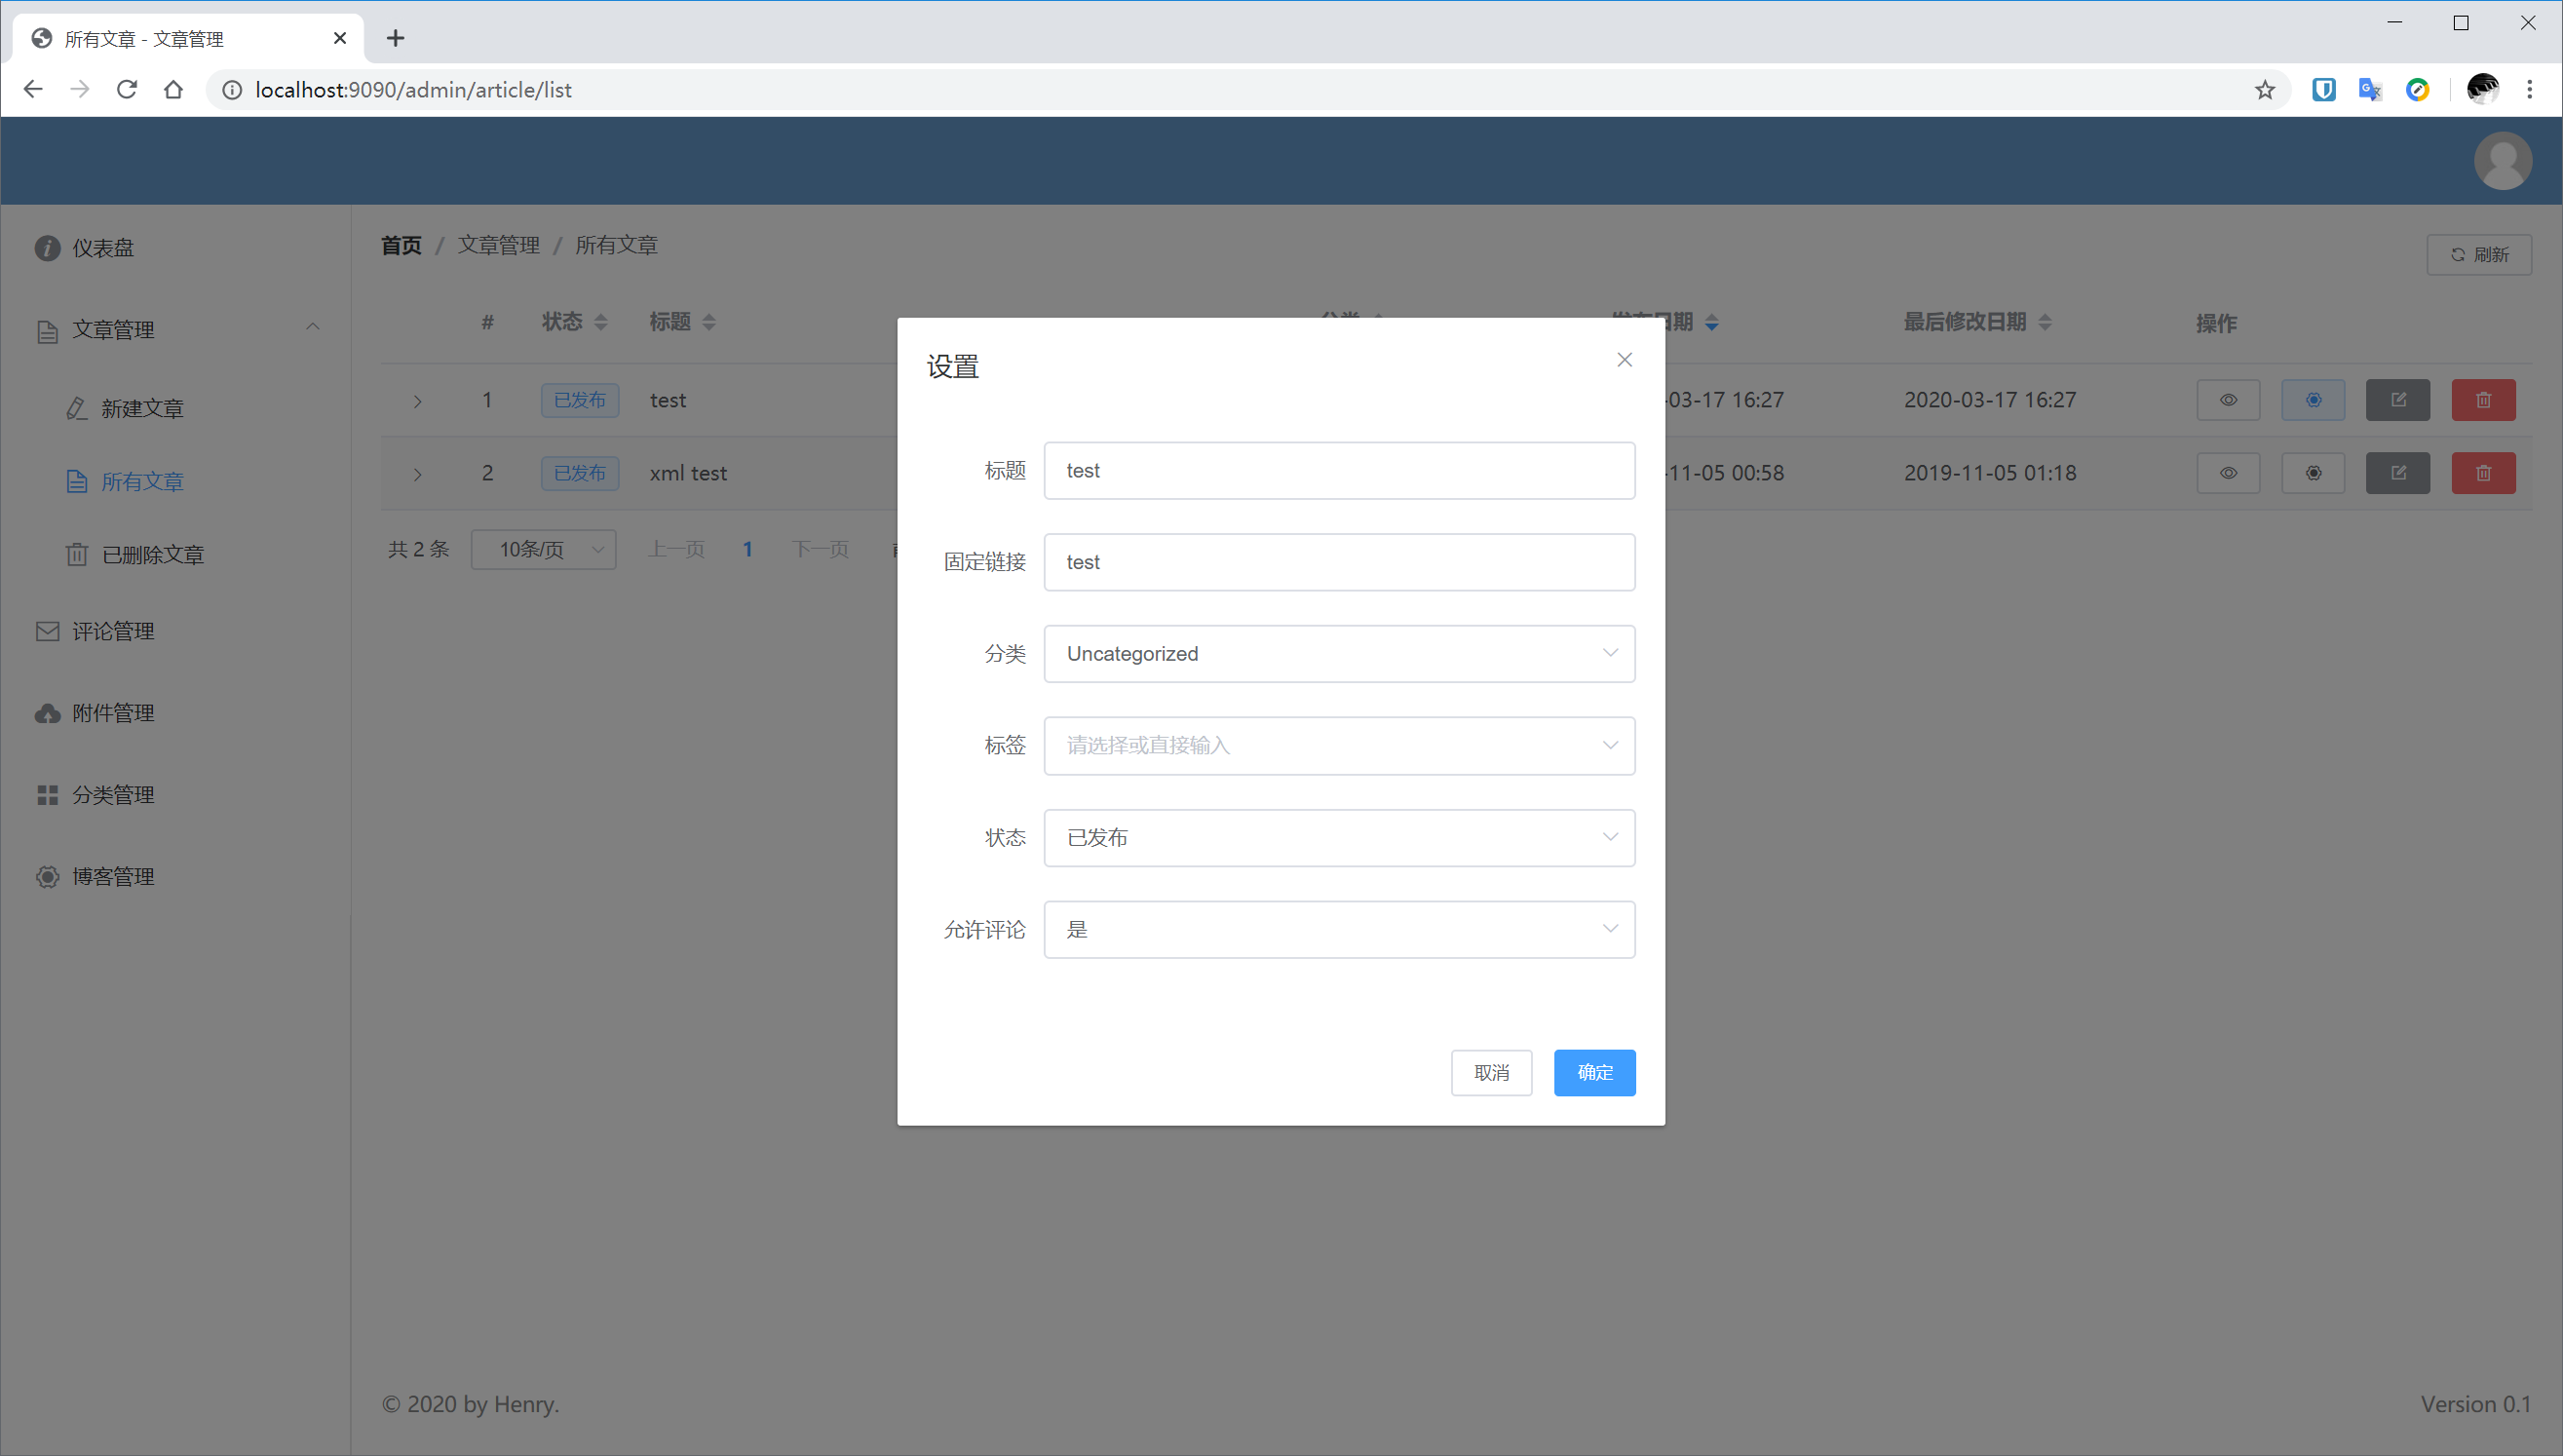 所有文章 - 文章管理
localhost:9090/admin/article/list
首页 / 文章管理 / 所有文章
刷新
仪表盘
文章管理
新建文章
所有文章
已删除文章
评论管理
附件管理
分类管理
博客管理
# 状态 标题 日期 最后修改日期 操作
1 已发布 test -03-17 16:27 2020-03-17 16:27
2 已发布 xml test -11-05 00:58 2019-11-05 01:18
共 2 条 10条/页 上一页 1 下一页
设置
标题 test
固定链接 test
分类 Uncategorized
标签 请选择或直接输入
状态 已发布
允许评论 是
取消 确定
© 2020 by Henry.
Version 0.1